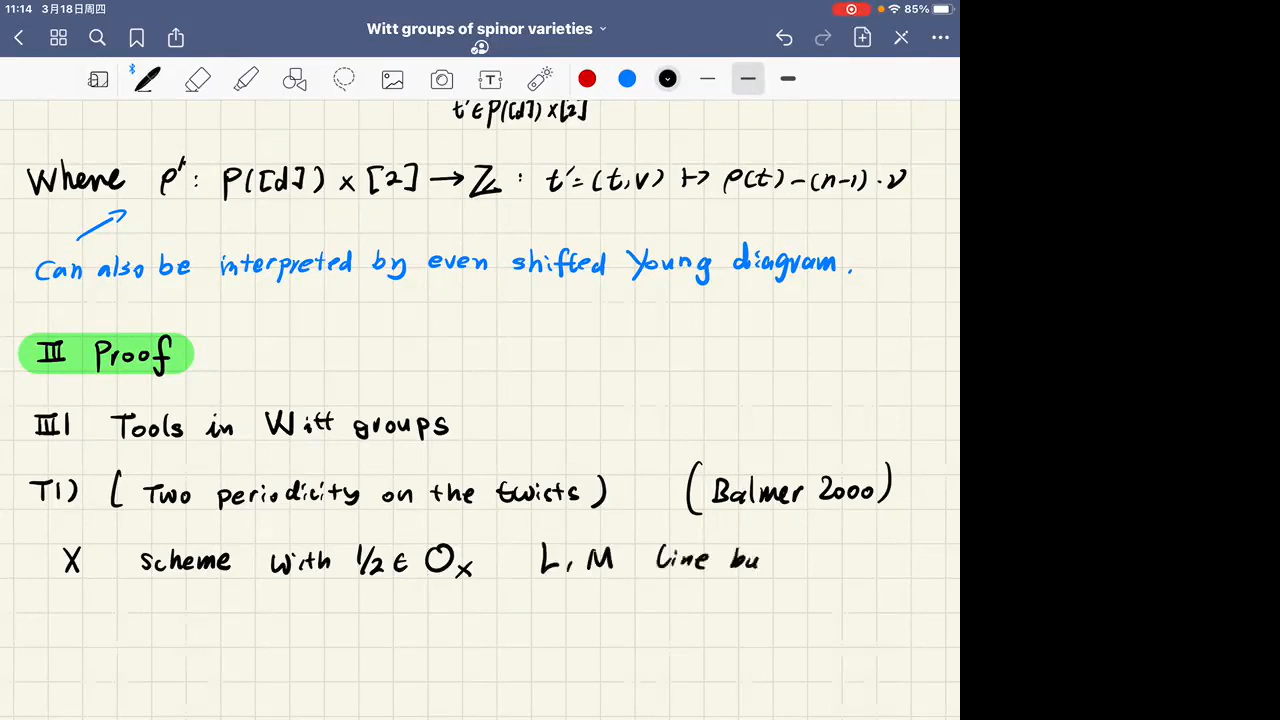 11:14 3月18日周四 85%
Witt groups of spinor varieties
t'∈P([d])×[2]
Where ρ': P([d]) × [2] → ℤ : t'=(t,ν) ↦ ρ(t)-(n-1)·ν
Can also be interpreted by even shifted Young diagram.
III Proof
III1 Tools in Witt groups
T1) [ Two periodicity on the twists ) (Balmer 2000)
X scheme with 1/2 ∈ O_X L, M line bu